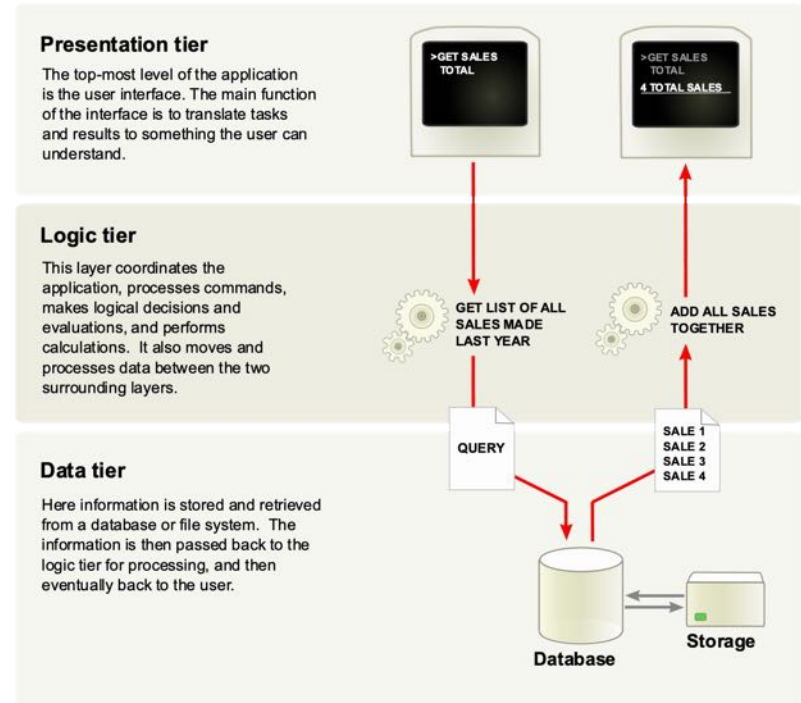 Presentation tier
The top-most level of the application
is the user interface. The main function
of the interface is to translate tasks
and results to something the user can
understand.
>GET SALES
TOTAL
>GET SALES
TOTAL
4 TOTAL SALES
Logic tier
This layer coordinates the
application, processes commands,
makes logical decisions and
evaluations, and performs
calculations.  It also moves and
processes data between the two
surrounding layers.
GET LIST OF ALL
SALES MADE
LAST YEAR
ADD ALL SALES
TOGETHER
QUERY
SALE 1
SALE 2
SALE 3
SALE 4
Data tier
Here information is stored and retrieved
from a database or file system.  The
information is then passed back to the
logic tier for processing, and then
eventually back to the user.
Database
Storage